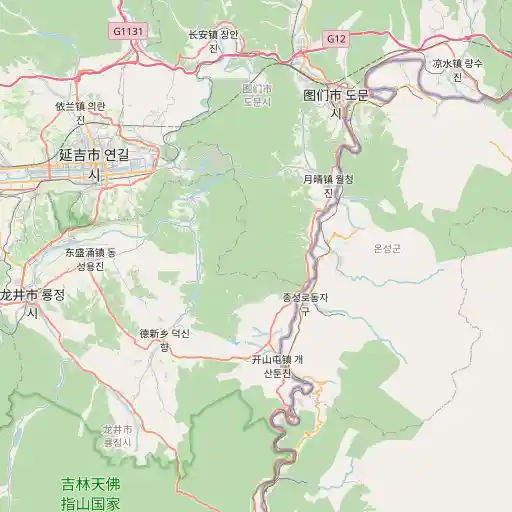 G1131
长安镇 장안
진
G12
凉水镇 량수
진
图们市
도문시
图们市 도문
시
依兰镇 의란
진
延吉市 연길
시
月晴镇 월청
진
东盛涌镇 동
성용진
온성군
龙井市 룡정
시
종성로동자
구
德新乡 덕신
향
开山屯镇 개
산둔진
龙井市
룡정시
吉林天佛
指山国家